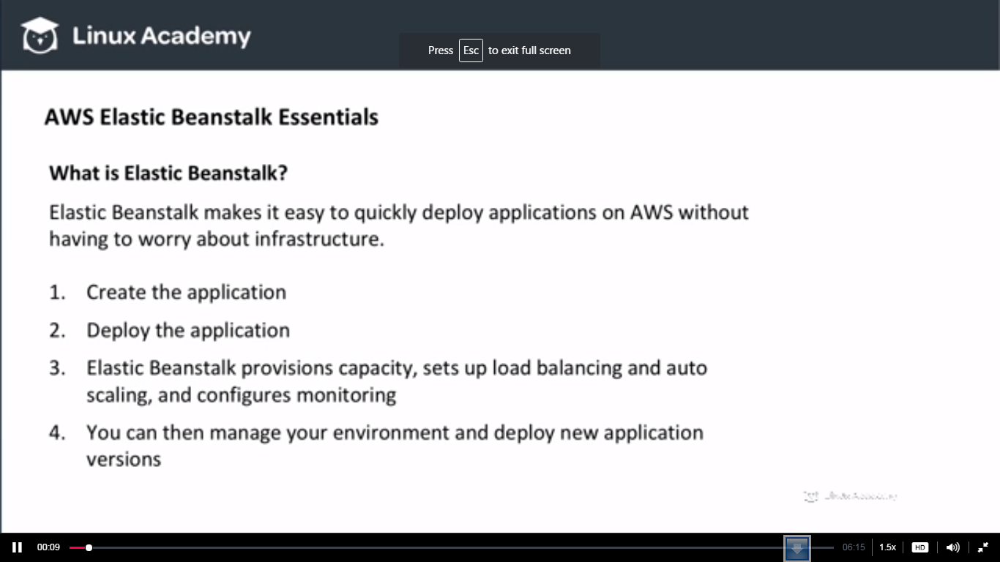 Linux Academy
Press Esc to exit full screen
AWS Elastic Beanstalk Essentials
What is Elastic Beanstalk?
Elastic Beanstalk makes it easy to quickly deploy applications on AWS without
having to worry about infrastructure.
1. Create the application
2. Deploy the application
3. Elastic Beanstalk provisions capacity, sets up load balancing and auto
scaling, and configures monitoring
4. You can then manage your environment and deploy new application
versions
Linux Academy
00:09 06:15 1.5x HD